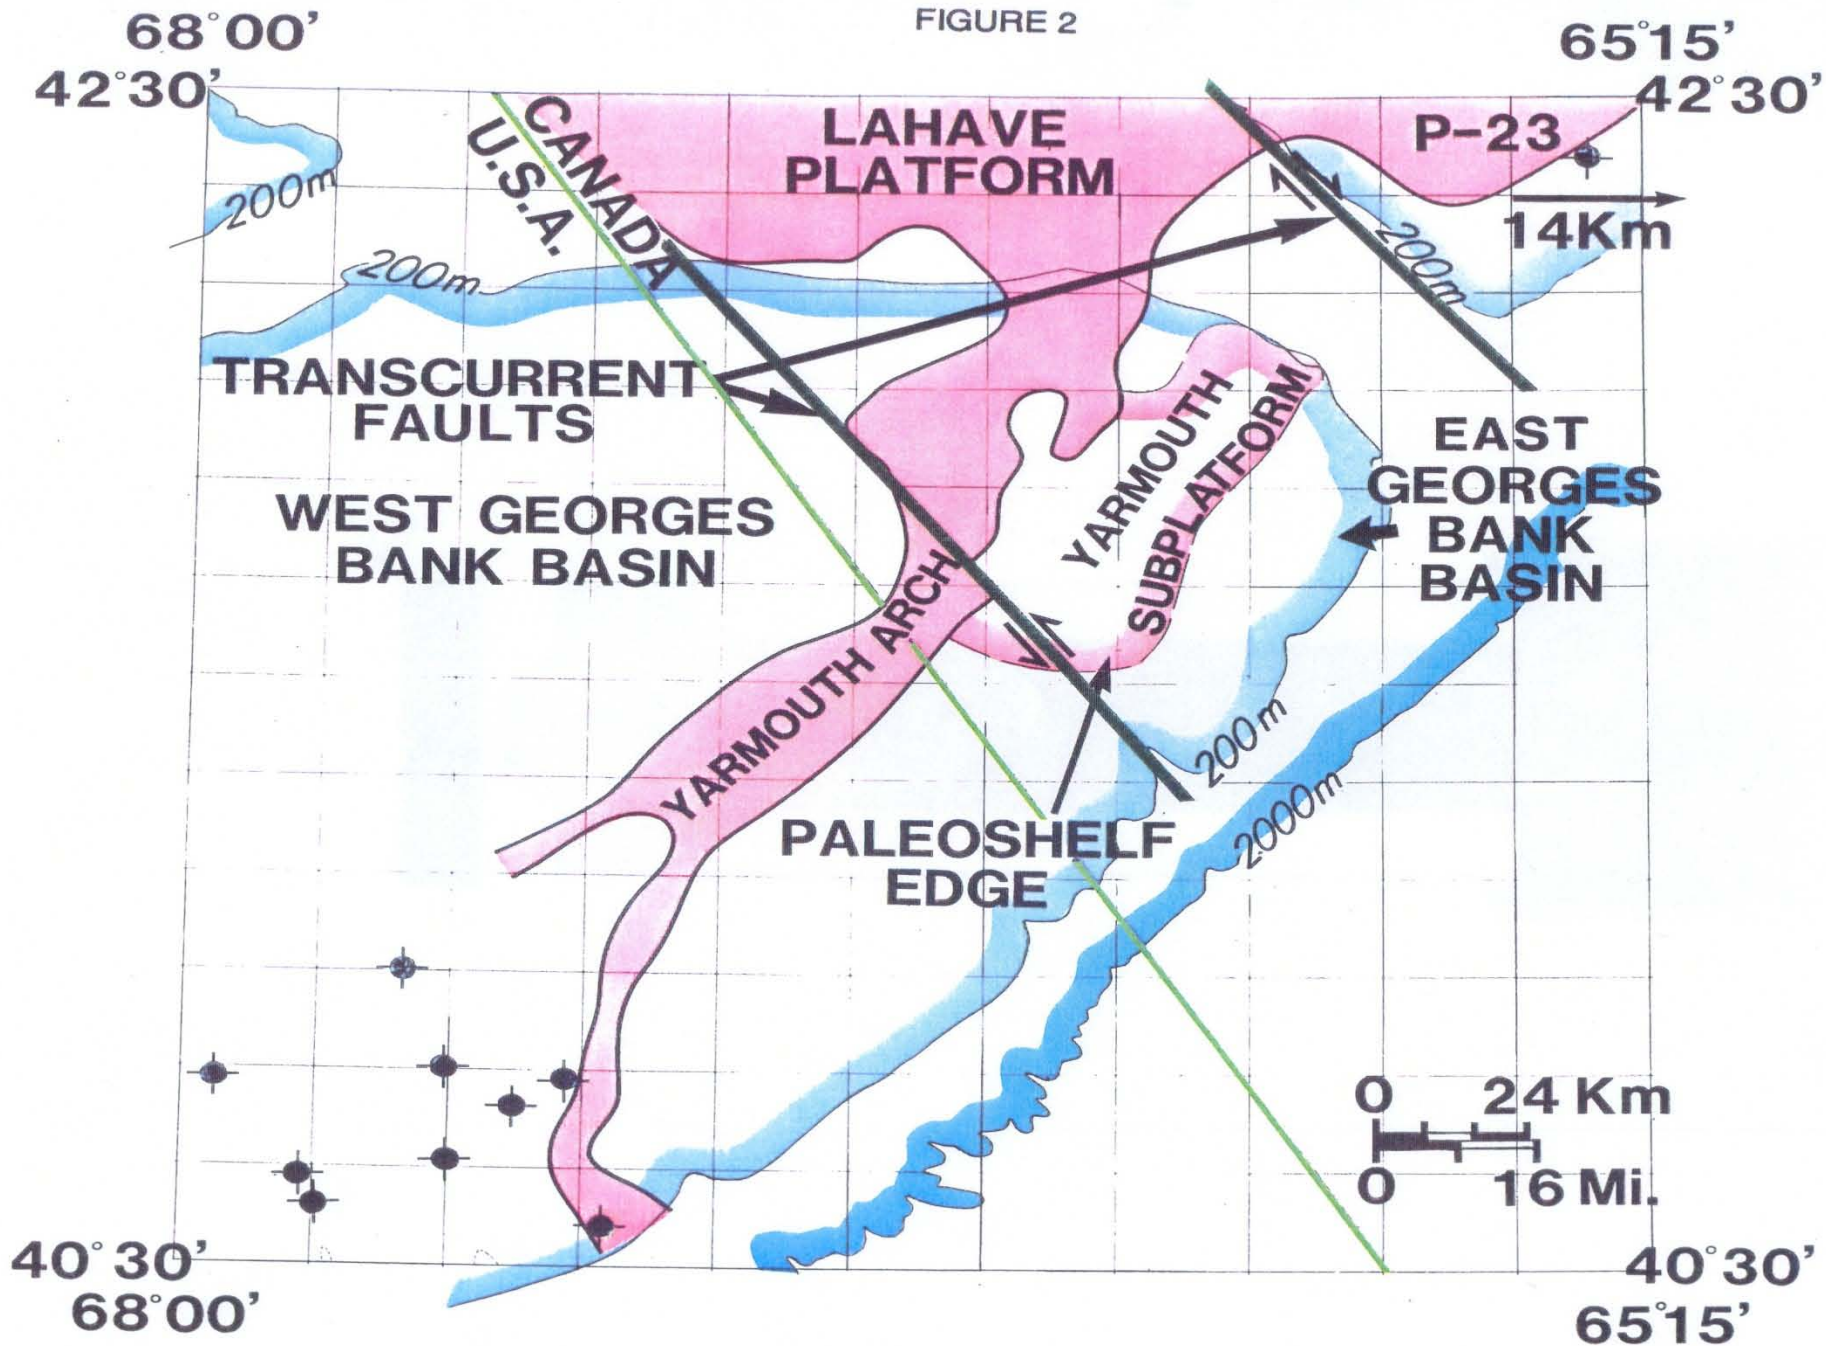 FIGURE 2
68°00'
65°15'
42°30'
42°30'
CANADA
U.S.A.
LAHAVE
PLATFORM
P-23
14Km
200m
200m
200m
TRANSCURRENT
FAULTS
YARMOUTH
SUBPLATFORM
EAST
GEORGES
BANK
BASIN
WEST GEORGES
BANK BASIN
YARMOUTH ARCH
200m
2000m
PALEOSHELF
EDGE
0 24 Km
0 16 Mi.
40°30'
40°30'
68°00'
65°15'